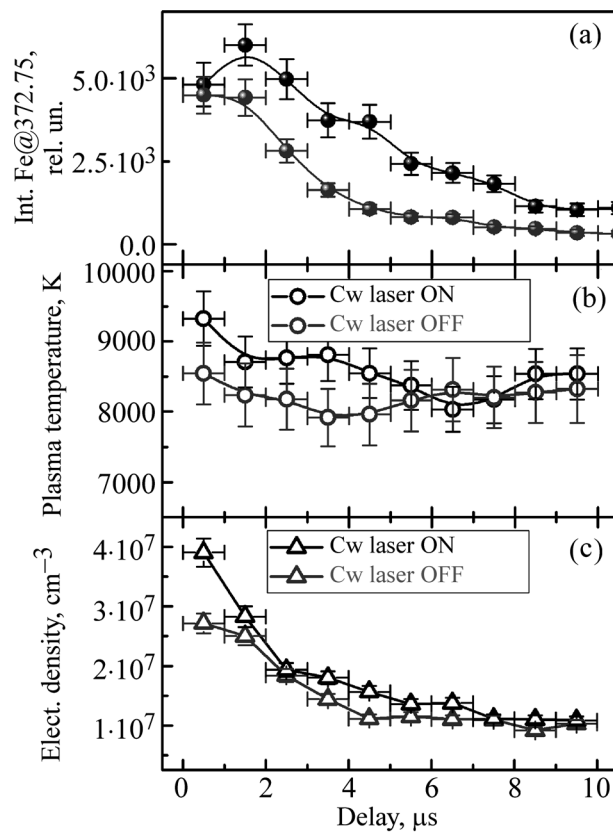 (a)
Int. Fe@372.75,
rel. un.
5.0·10³
2.5·10³
0.0
(b)
Plasma temperature, K
10000
9000
8000
7000
Cw laser ON
Cw laser OFF
(c)
Elect. density, cm⁻³
4·10⁷
3·10⁷
2·10⁷
1·10⁷
Cw laser ON
Cw laser OFF
0 2 4 6 8 10
Delay, μs